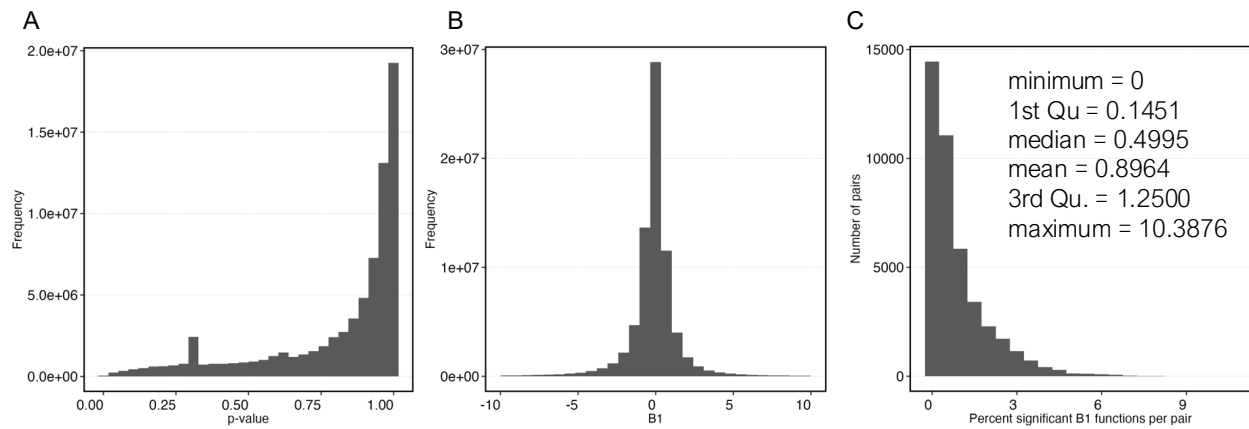 A
2.0e+07
1.5e+07
1.0e+07
5.0e+06
0.0e+00
Frequency
0.00 0.25 0.50 0.75 1.00
p-value
B
3e+07
2e+07
1e+07
0e+00
Frequency
-10 -5 0 5 10
B1
C
15000
10000
5000
0
Number of pairs
0 3 6 9
Percent significant B1 functions per pair
minimum = 0
1st Qu = 0.1451
median = 0.4995
mean = 0.8964
3rd Qu. = 1.2500
maximum = 10.3876